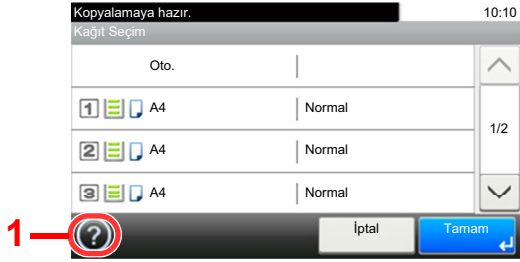 Kopyalamaya hazır. 10:10
Kağıt Seçim
Oto.
1 A4 Normal
2 A4 Normal
3 A4 Normal
1/2
1 ? İptal Tamam